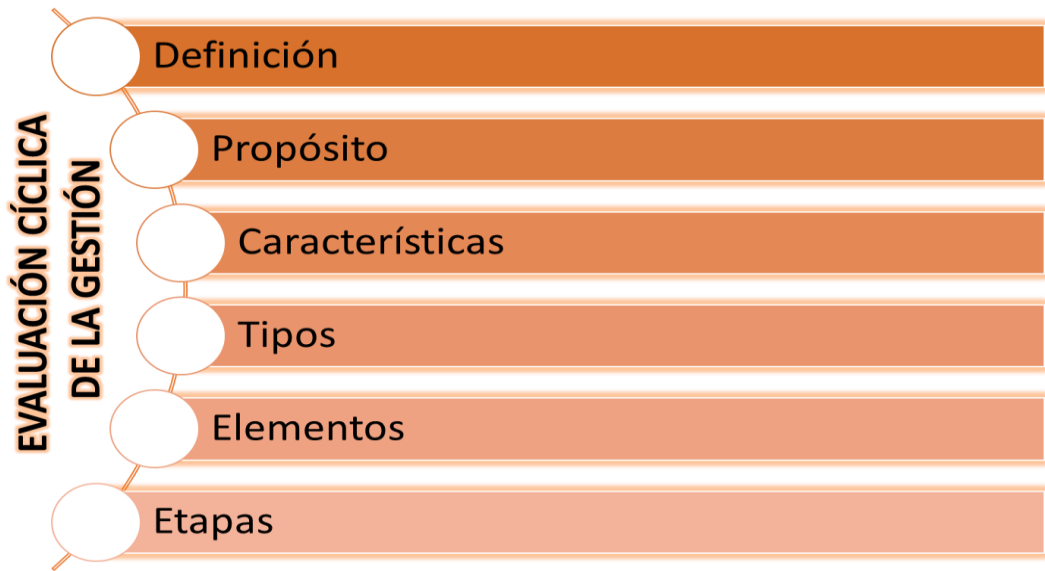 EVALUACIÓN CÍCLICA
DE LA GESTIÓN
Definición
Propósito
Características
Tipos
Elementos
Etapas